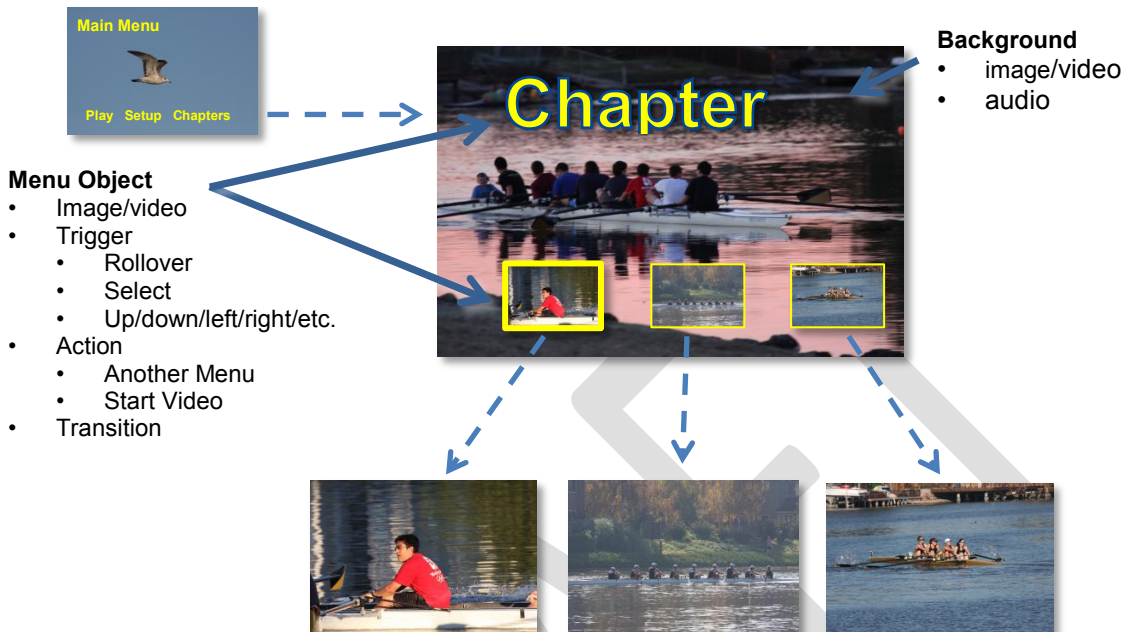 Main Menu
Play Setup Chapters
Chapter
Background
• image/video
• audio
Menu Object
• Image/video
• Trigger
• Rollover
• Select
• Up/down/left/right/etc.
• Action
• Another Menu
• Start Video
• Transition